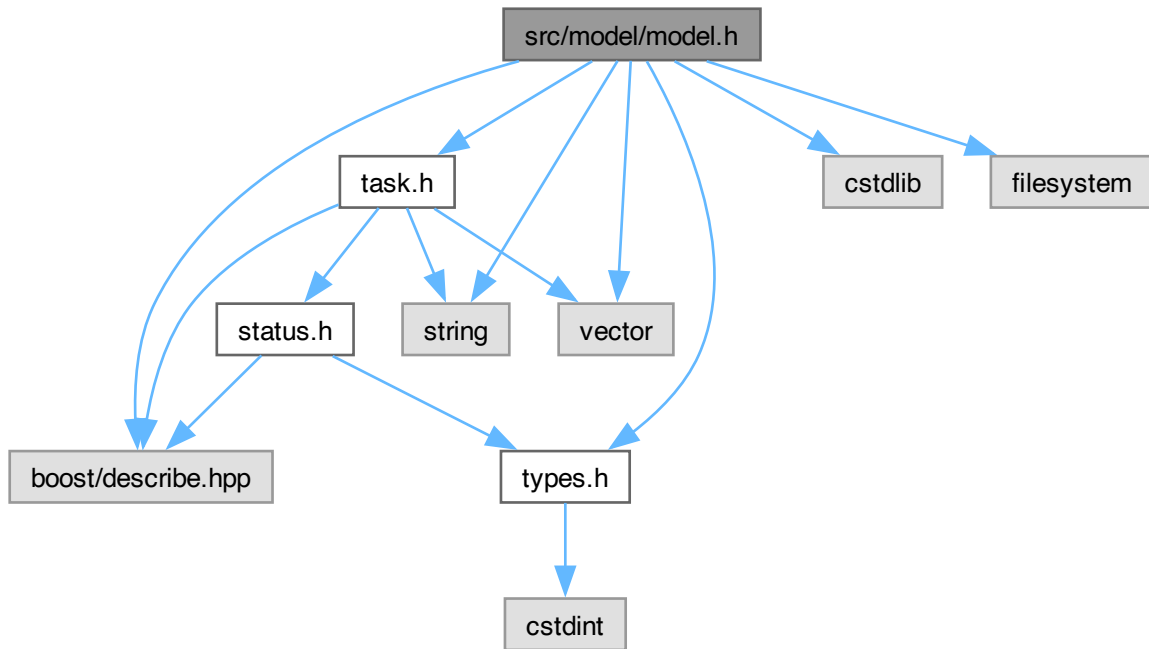 src/model/model.h
task.h
cstdlib
filesystem
status.h
string
vector
boost/describe.hpp
types.h
cstdint